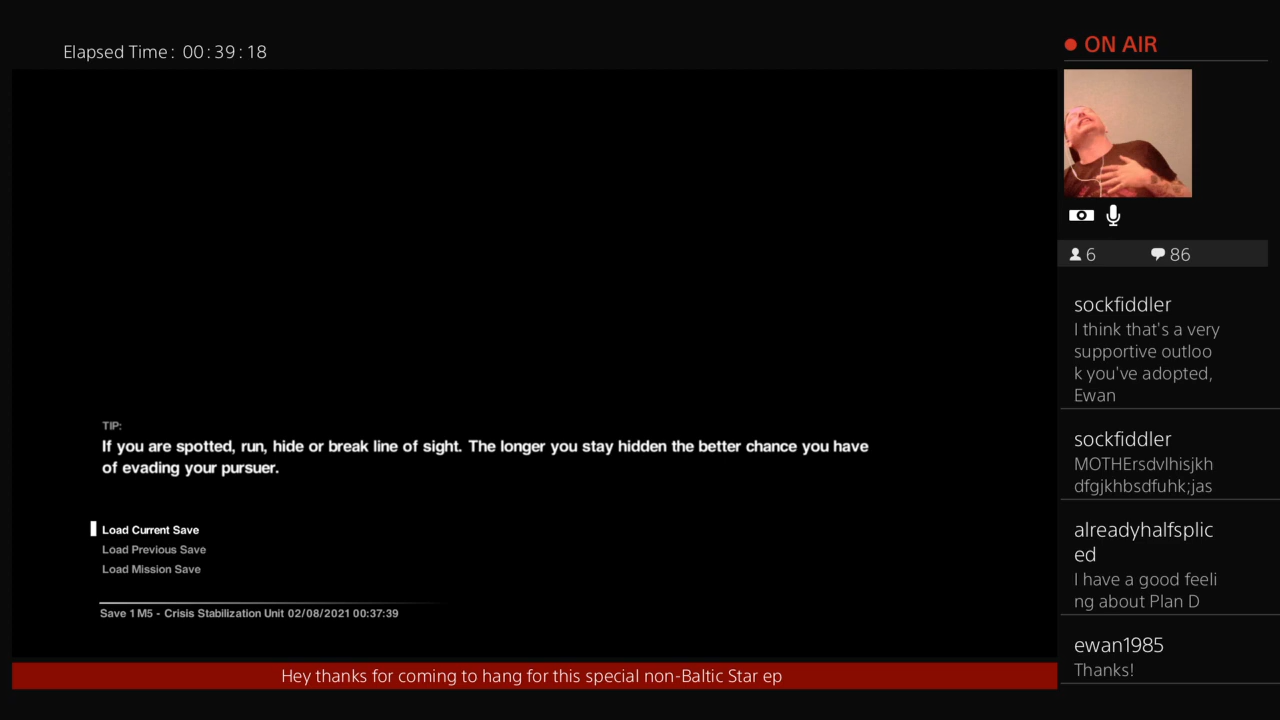 Elapsed Time: 00:39:18
ON AIR
6
86
sockfiddler
I think that's a very
supportive outloo
k you've adopted,
Ewan
sockfiddler
MOTHErsdvlhisjkh
dfgjkhbsdfuhk;jas
alreadyhalfsplic
ed
I have a good feeli
ng about Plan D
ewan1985
Thanks!
TIP:
If you are spotted, run, hide or break line of sight. The longer you stay hidden the better chance you have
of evading your pursuer.
Load Current Save
Load Previous Save
Load Mission Save
Save 1 M5 - Crisis Stabilization Unit 02/08/2021 00:37:39
Hey thanks for coming to hang for this special non-Baltic Star ep